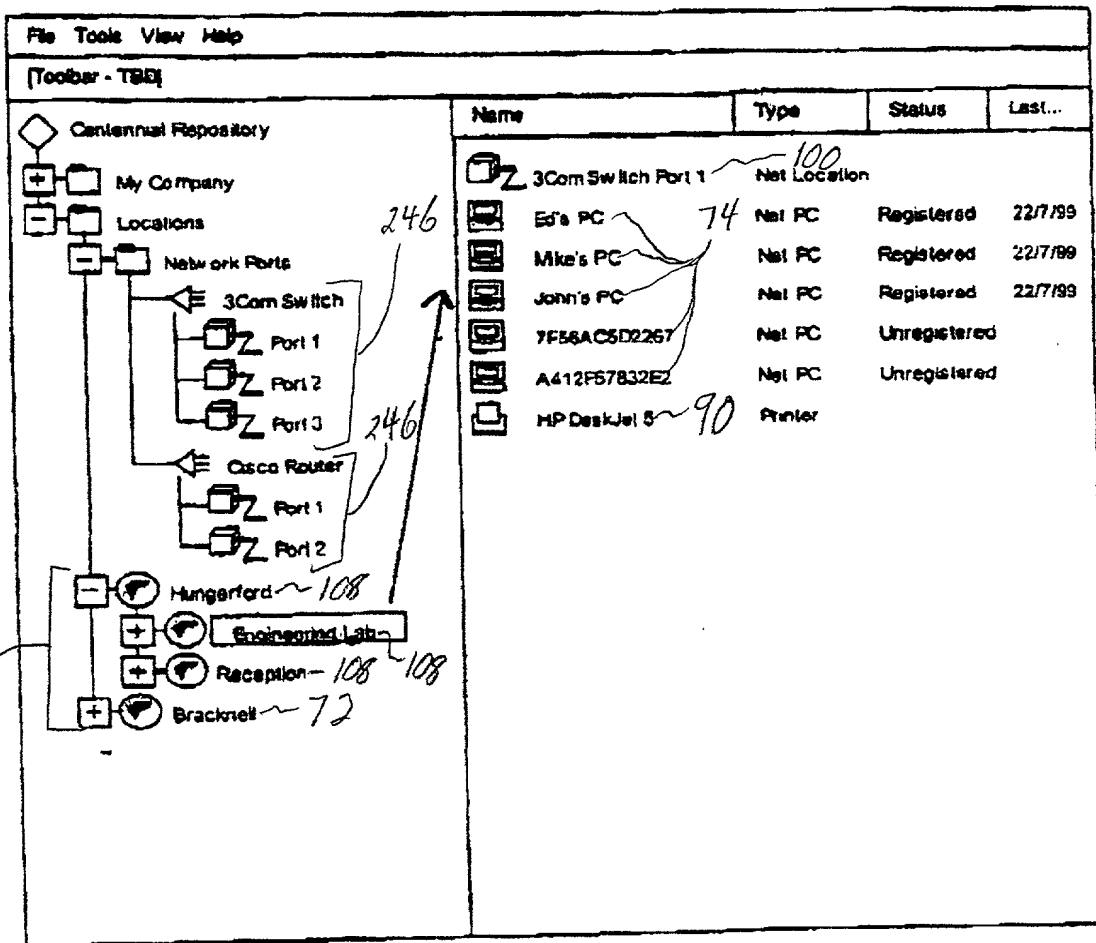 File Tools View Help
[Toolbar - TBD]
Centennial Repository
My Company
Locations
Network Ports
3Com Switch
Port 1
Port 2
Port 3
Cisco Router
Port 1
Port 2
Hungerford 108
Engineering Lab 108
Reception 108
Bracknell 72
246
246
Name Type Status Last...
3Com Switch Port 1 100 Net Location
Ed's PC 74 Net PC Registered 22/7/99
Mike's PC Net PC Registered 22/7/99
John's PC Net PC Registered 22/7/99
7F56AC5D2267 Net PC Unregistered
A412F57832E2 Net PC Unregistered
HP DeskJet 5 90 Printer